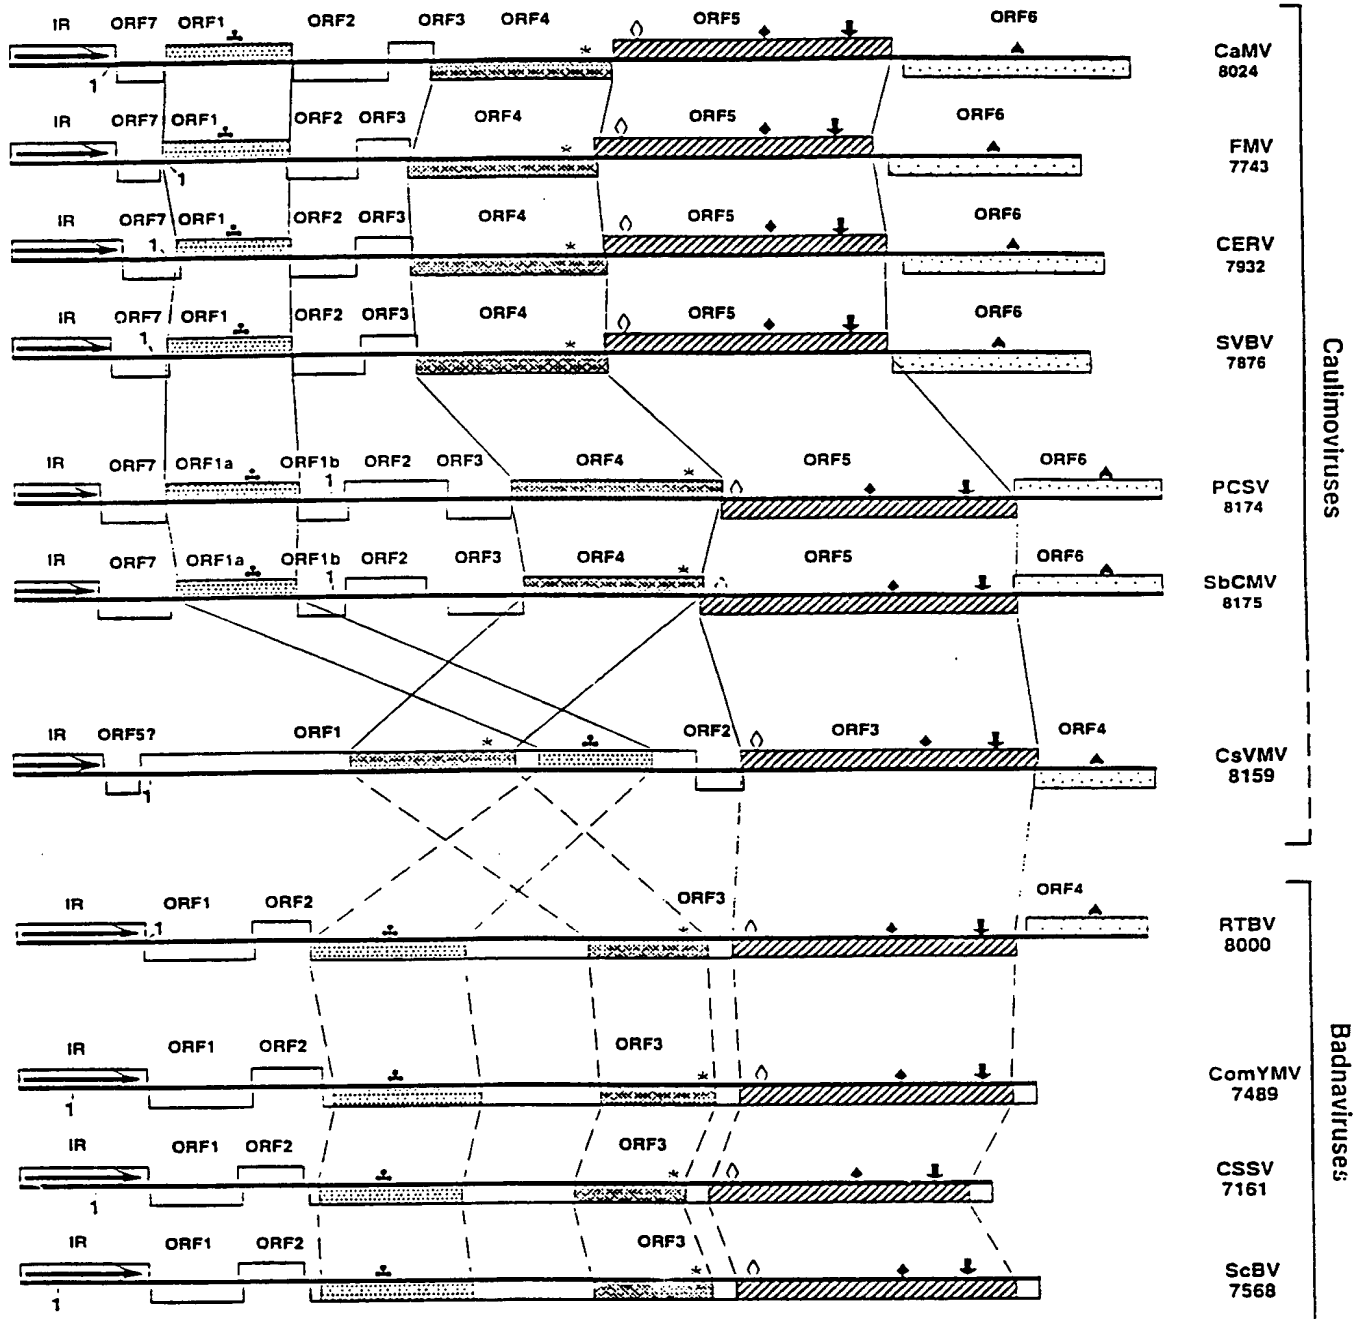 IR ORF7 ORF1 ORF2 ORF3 ORF4 ORF5 ORF6
* CaMV
8024
1
IR ORF7 ORF1 ORF2 ORF3 ORF4 ORF5 ORF6
* FMV
7743
1
IR ORF7 ORF1 ORF2 ORF3 ORF4 ORF5 ORF6
1 * CERV
7932
IR ORF7 ORF1 ORF2 ORF3 ORF4 ORF5 ORF6
1 * SVBV
7876
Caulimoviruses
IR ORF7 ORF1a ORF1b ORF2 ORF3 ORF4 ORF5 ORF6
1 * PCSV
8174
IR ORF7 ORF1a ORF1b ORF2 ORF3 ORF4 ORF5 ORF6
1 * SbCMV
8175
IR ORF5? ORF1 ORF2 ORF3 ORF4
* CsVMV
8159
1
IR ORF1 ORF2 ORF3 ORF4
1 * RTBV
8000
IR ORF1 ORF2 ORF3
* ComYMV
7489
1
Badnaviruses
IR ORF1 ORF2 ORF3
* CSSV
7161
1
IR ORF1 ORF2 ORF3
* ScBV
7568
1